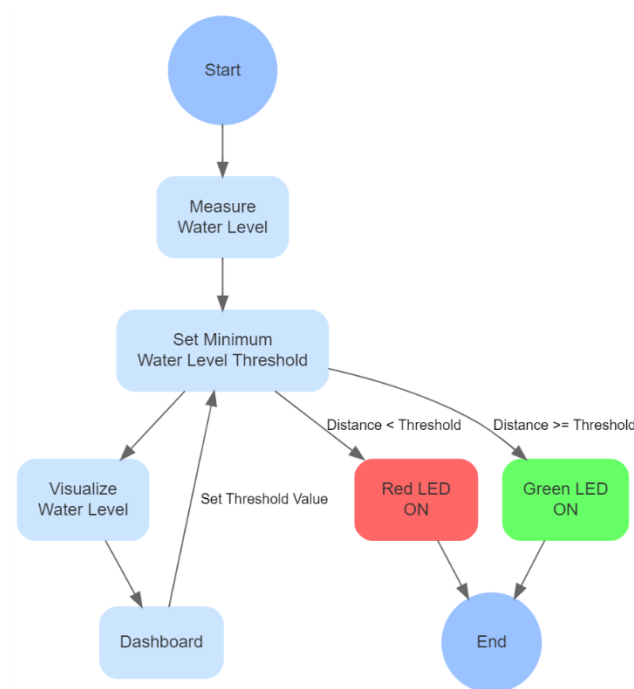 Start
Measure
Water Level
Set Minimum
Water Level Threshold
Distance < Threshold
Distance >= Threshold
Visualize
Water Level
Set Threshold Value
Red LED
ON
Green LED
ON
Dashboard
End